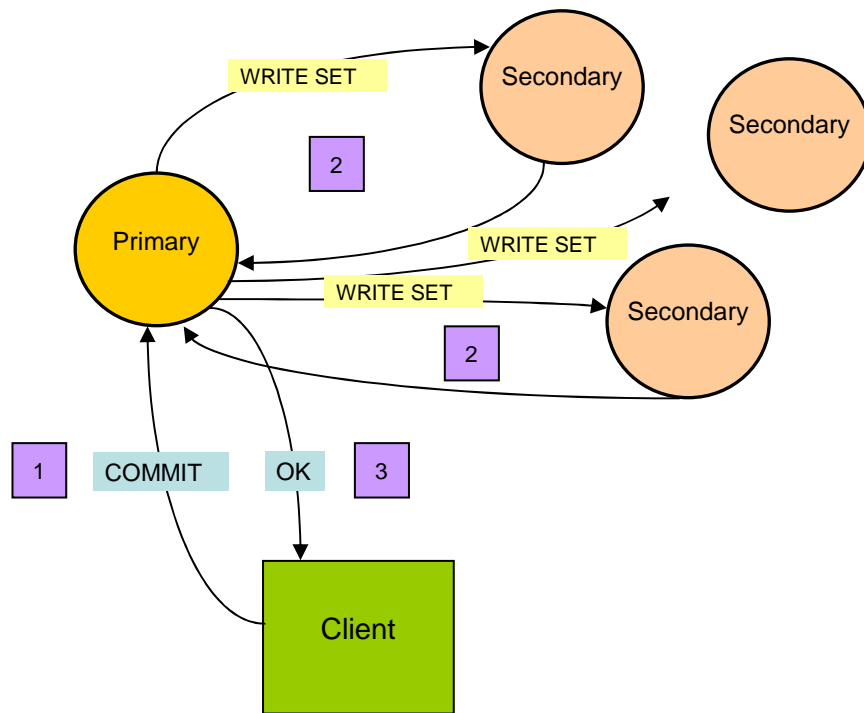 WRITE SET
Secondary
Secondary
2
Primary
WRITE SET
WRITE SET
Secondary
2
1
COMMIT
OK
3
Client